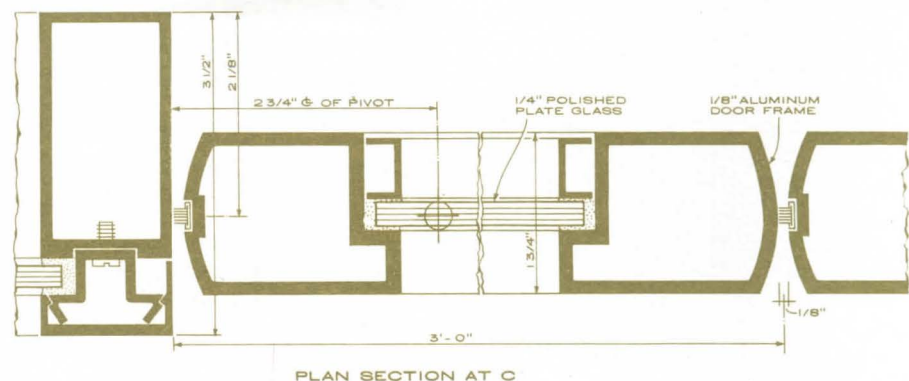 3 1/2"
2 1/8"
2 3/4" ℄ OF PIVOT
1/4" POLISHED
PLATE GLASS
1/8" ALUMINUM
DOOR FRAME
1 3/4"
1/8"
3'-0"
PLAN SECTION AT C